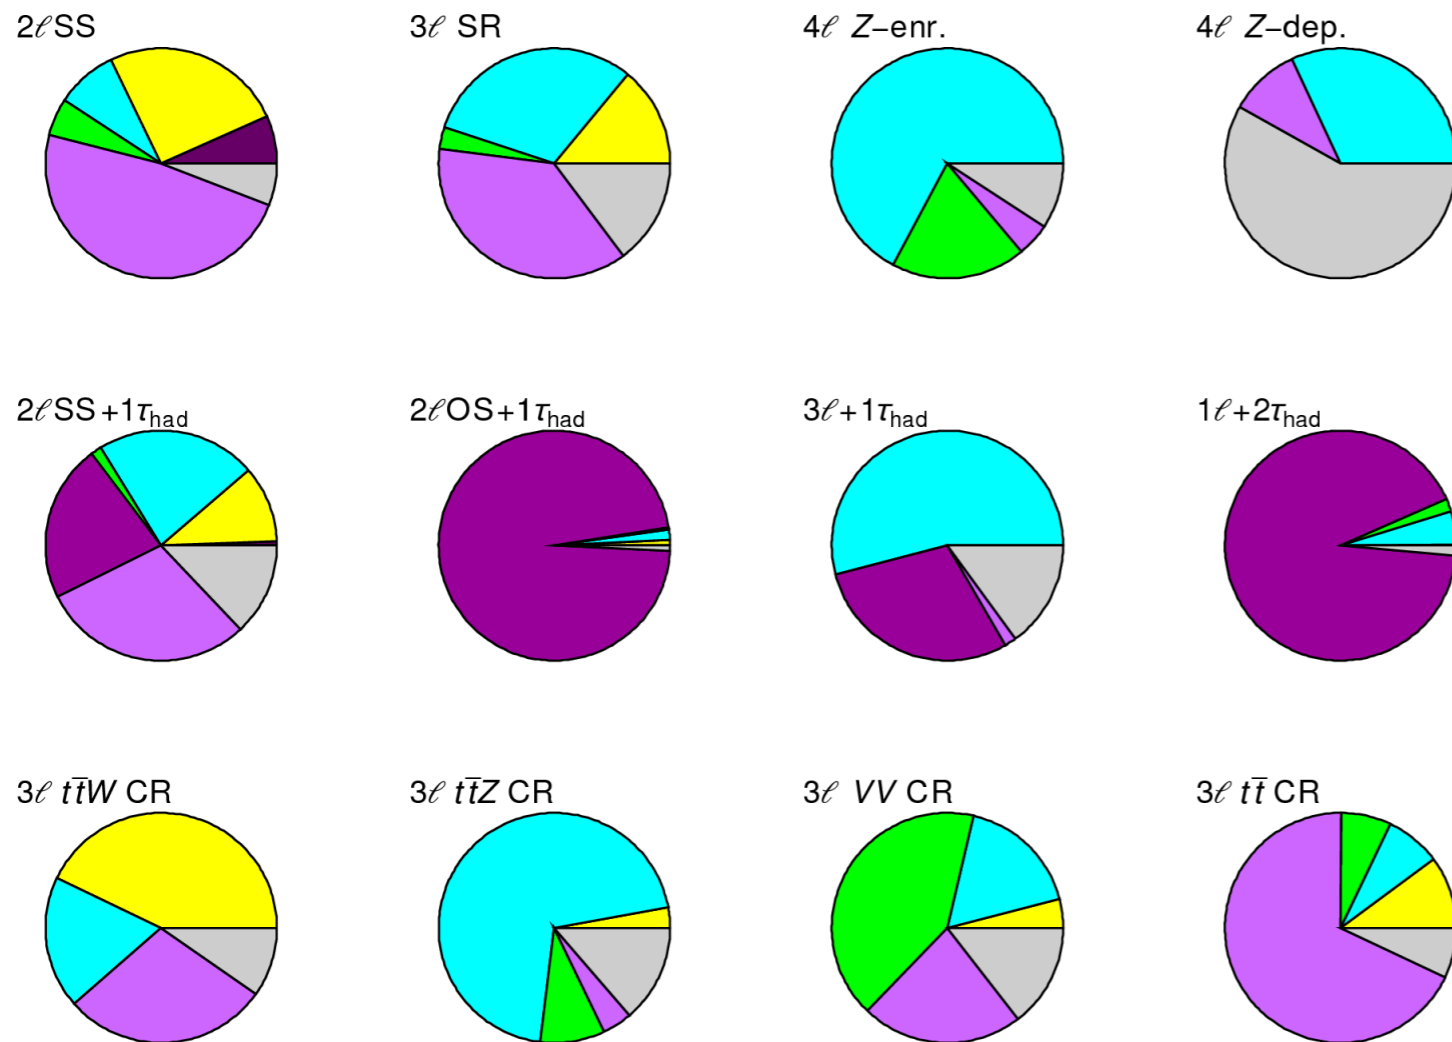 2ℓSS
3ℓ SR
4ℓ Z−enr.
4ℓ Z−dep.
2ℓSS+1τhad
2ℓOS+1τhad
3ℓ+1τhad
1ℓ+2τhad
3ℓ tt̅W CR
3ℓ tt̅Z CR
3ℓ VV CR
3ℓ tt̅ CR